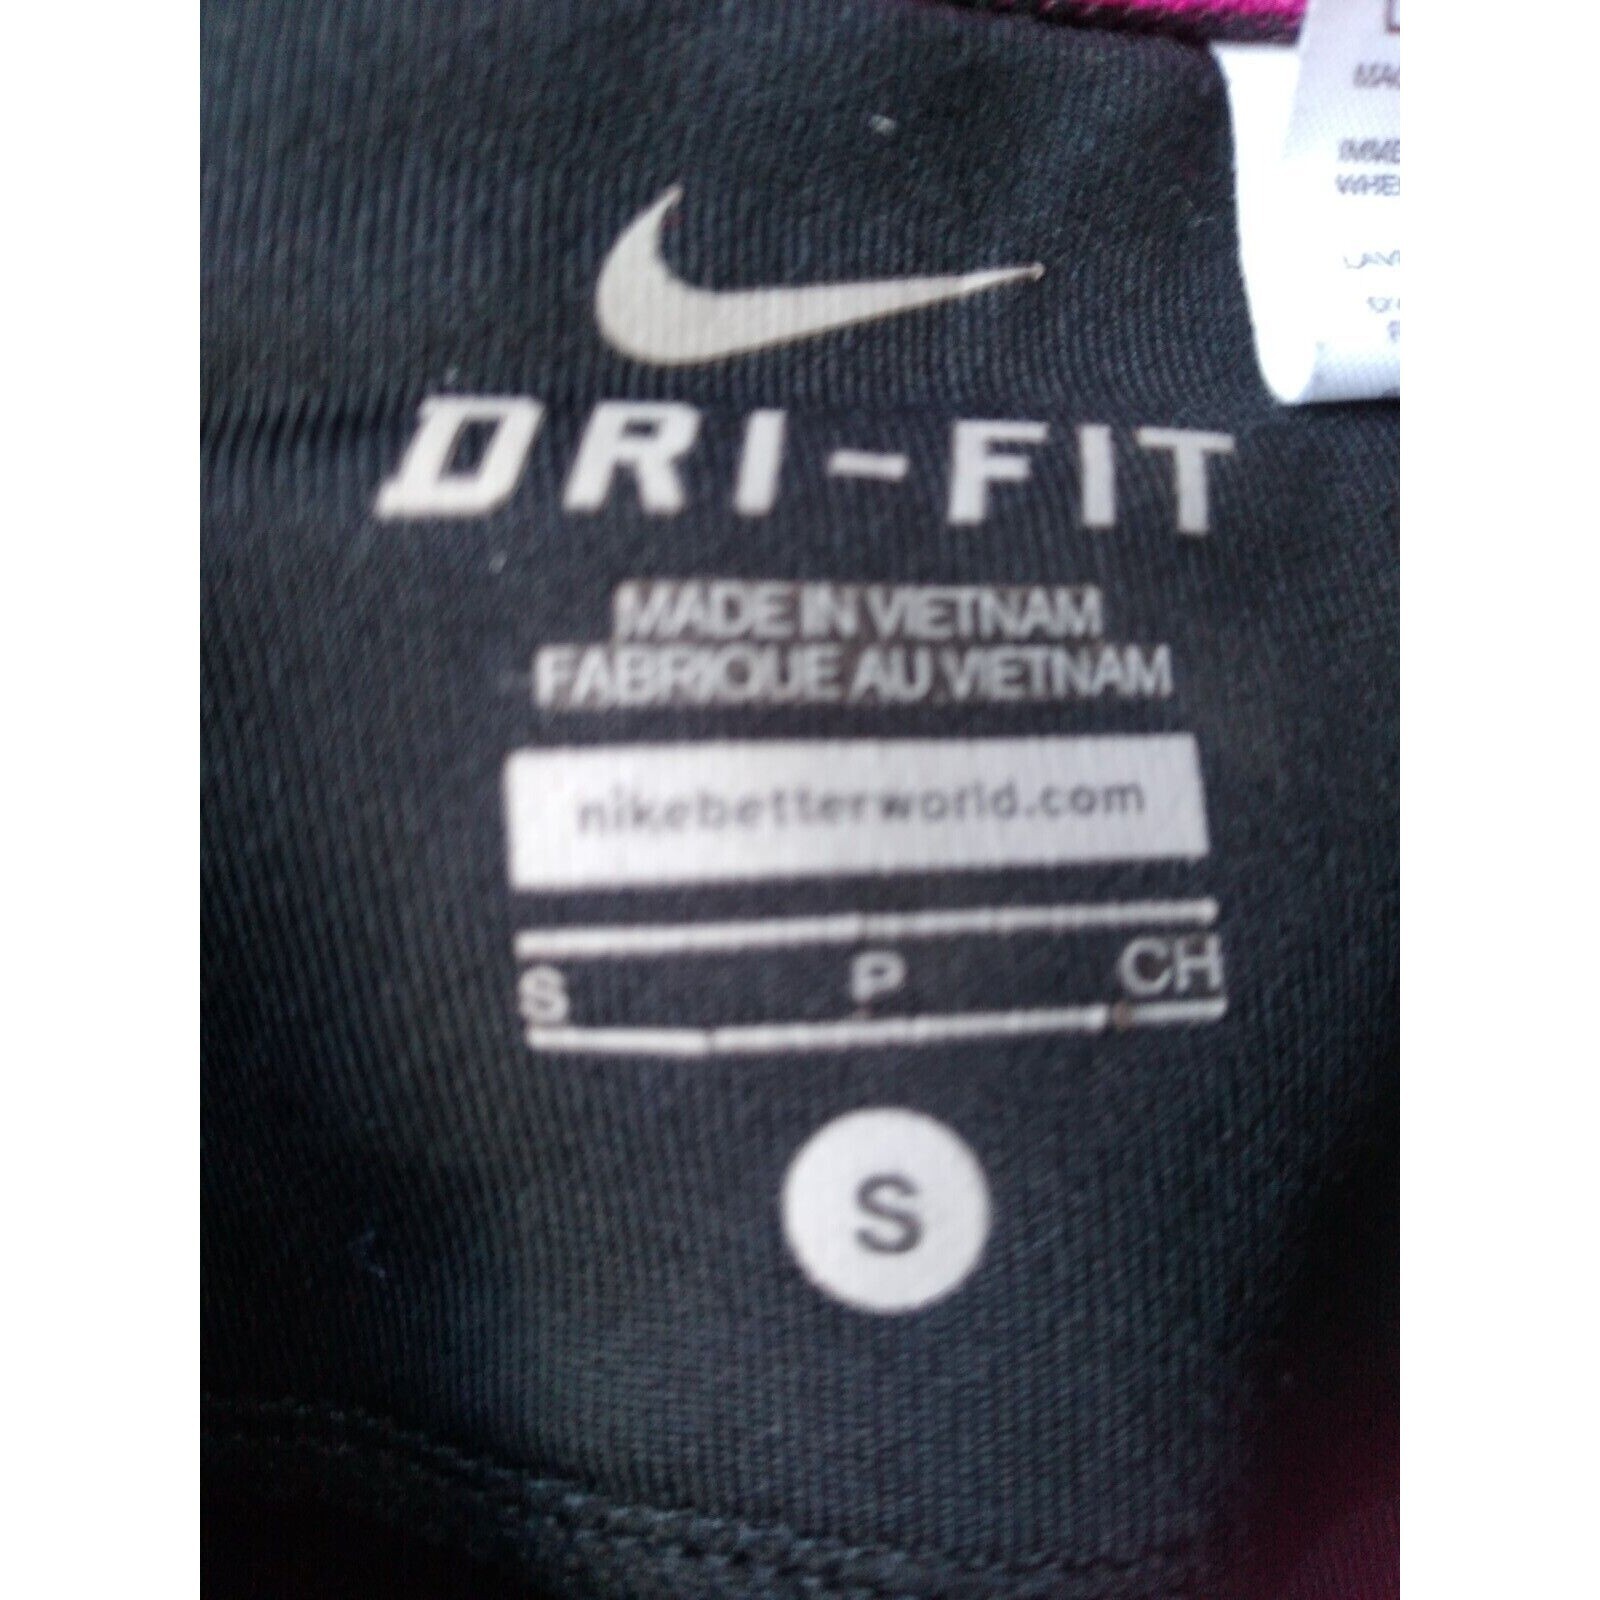 DRI-FIT
MADE IN VIETNAM
FABRIQUE AU VIETNAM
nikebetterworld.com
S P CH
S